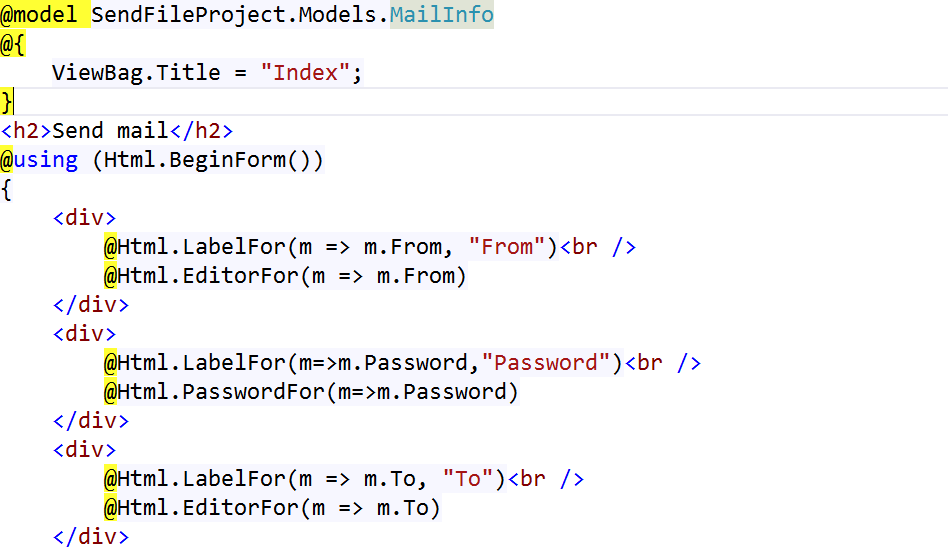 @model SendFileProject.Models.MailInfo
@{
    ViewBag.Title = "Index";
}
<h2>Send mail</h2>
@using (Html.BeginForm())
{
    <div>
        @Html.LabelFor(m => m.From, "From")<br />
        @Html.EditorFor(m => m.From)
    </div>
    <div>
        @Html.LabelFor(m=>m.Password,"Password")<br />
        @Html.PasswordFor(m=>m.Password)
    </div>
    <div>
        @Html.LabelFor(m => m.To, "To")<br />
        @Html.EditorFor(m => m.To)
    </div>